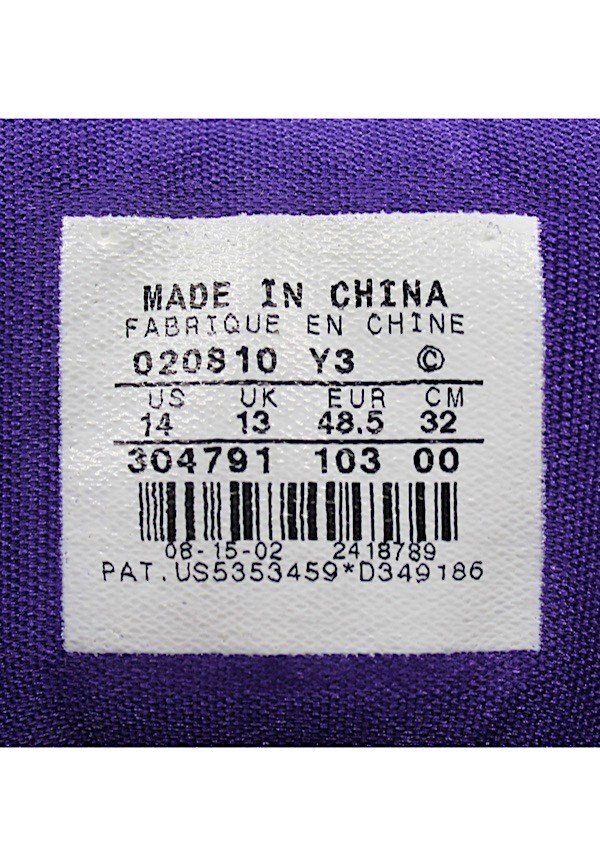 MADE IN CHINA
FABRIQUE EN CHINE
020810 Y3 ©
US UK EUR CM
14 13 48.5 32
304791 103 00
08-15-02 2418789
PAT.US5353459*D349186